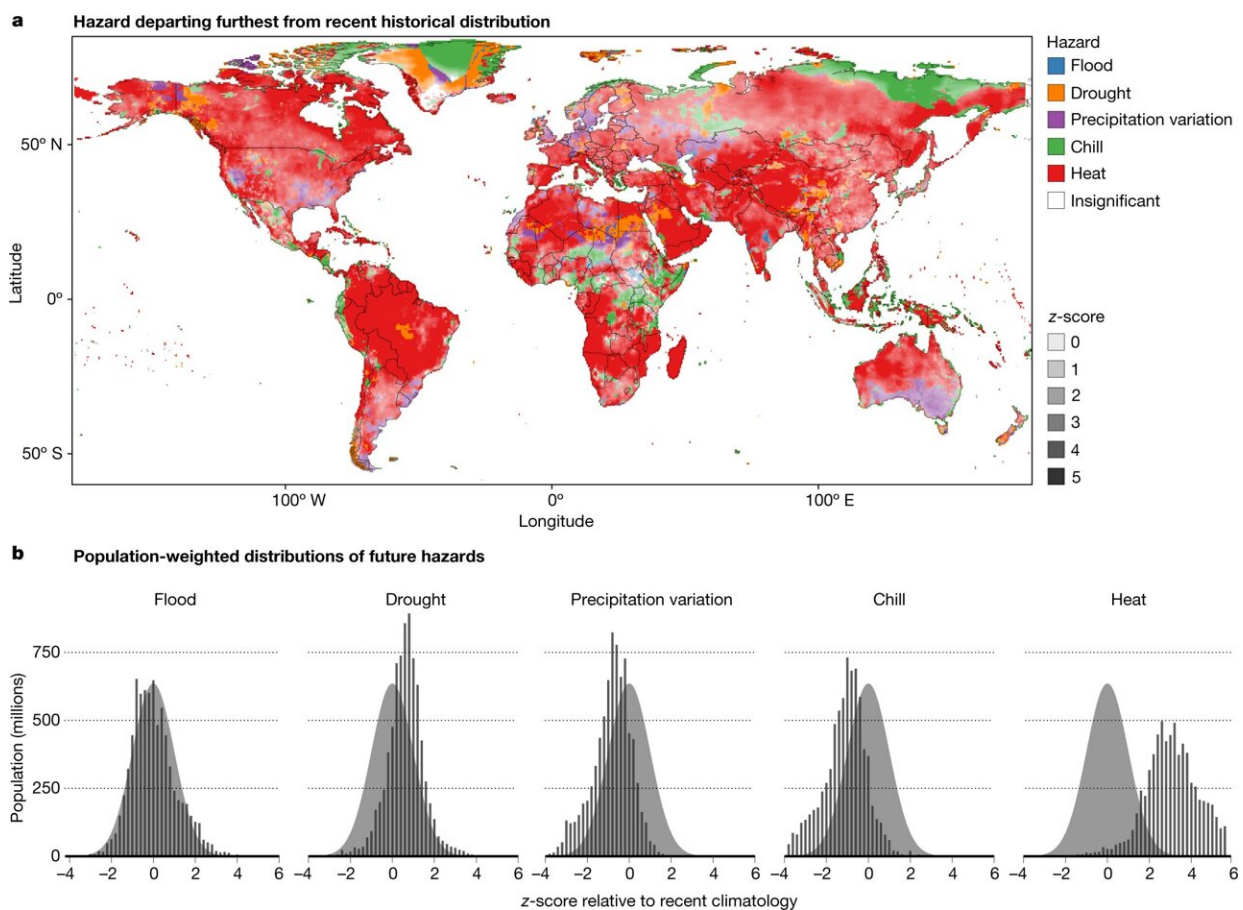 a Hazard departing furthest from recent historical distribution
Hazard
Flood
Drought
Precipitation variation
Chill
Heat
Insignificant
z-score
0
1
2
3
4
5
Latitude
50° N
0°
50° S
100° W 0° 100° E
Longitude
b Population-weighted distributions of future hazards
Flood Drought Precipitation variation Chill Heat
Population (millions)
750
500
250
0
−4 −2 0 2 4 6 −4 −2 0 2 4 6 −4 −2 0 2 4 6 −4 −2 0 2 4 6 −4 −2 0 2 4 6
z-score relative to recent climatology